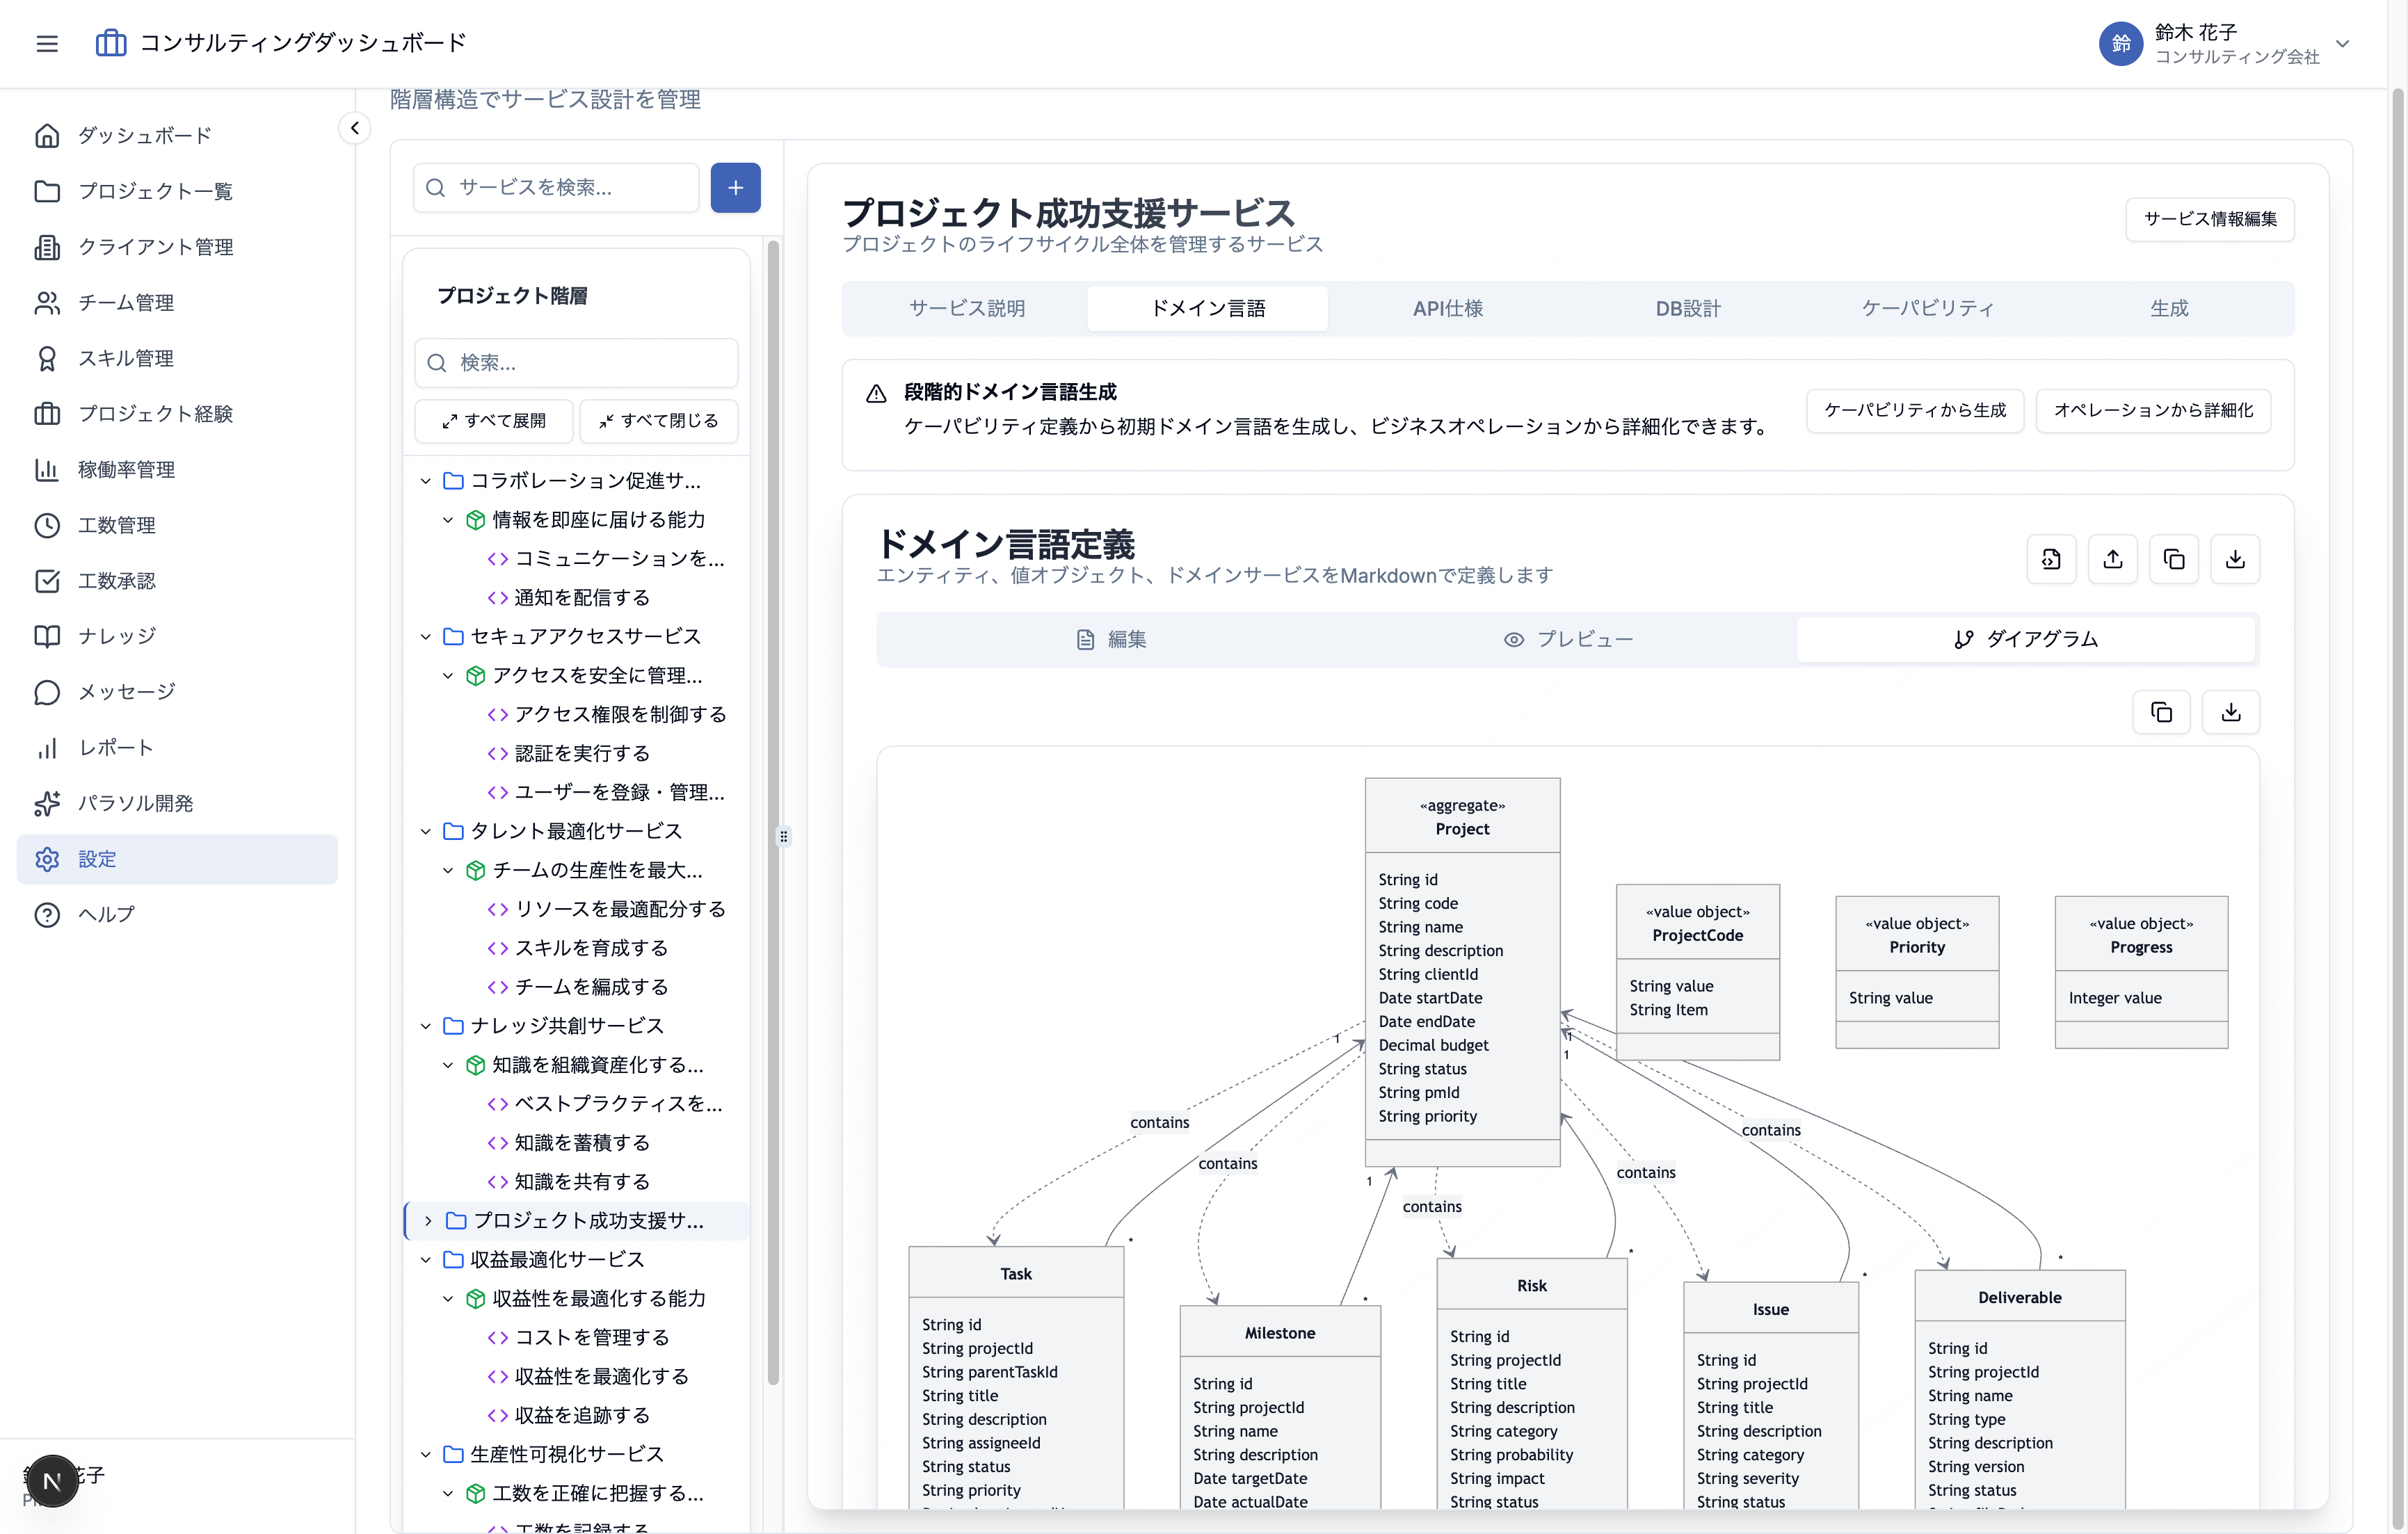 コンサルティングダッシュボード
鈴
鈴木 花子
コンサルティング会社
階層構造でサービス設計を管理
ダッシュボード
プロジェクト一覧
クライアント管理
チーム管理
スキル管理
プロジェクト経験
稼働率管理
工数管理
工数承認
ナレッジ
メッセージ
レポート
パラソル開発
設定
ヘルプ
花子
N
サービスを検索...
プロジェクト階層
検索...
すべて展開
すべて閉じる
コラボレーション促進サ...
情報を即座に届ける能力
コミュニケーションを...
通知を配信する
セキュアアクセスサービス
アクセスを安全に管理...
アクセス権限を制御する
認証を実行する
ユーザーを登録・管理...
タレント最適化サービス
チームの生産性を最大...
リソースを最適配分する
スキルを育成する
チームを編成する
ナレッジ共創サービス
知識を組織資産化する...
ベストプラクティスを...
知識を蓄積する
知識を共有する
プロジェクト成功支援サ...
収益最適化サービス
収益性を最適化する能力
コストを管理する
収益性を最適化する
収益を追跡する
生産性可視化サービス
工数を正確に把握する...
工数を記録する
プロジェクト成功支援サービス
プロジェクトのライフサイクル全体を管理するサービス
サービス情報編集
サービス説明
ドメイン言語
API仕様
DB設計
ケーパビリティ
生成
段階的ドメイン言語生成
ケーパビリティ定義から初期ドメイン言語を生成し、ビジネスオペレーションから詳細化できます。
ケーパビリティから生成
オペレーションから詳細化
ドメイン言語定義
エンティティ、値オブジェクト、ドメインサービスをMarkdownで定義します
編集
プレビュー
ダイアグラム
«aggregate»
Project
String id
String code
String name
String description
String clientId
Date startDate
Date endDate
Decimal budget
String status
String pmId
String priority
«value object»
ProjectCode
String value
String Item
«value object»
Priority
String value
«value object»
Progress
Integer value
1
1
1
1
contains
contains
contains
contains
contains
*
*
*
*
*
Task
String id
String projectId
String parentTaskId
String title
String description
String assigneeId
String status
String priority
Milestone
String id
String projectId
String name
String description
Date targetDate
Date actualDate
Risk
String id
String projectId
String title
String description
String category
String probability
String impact
String status
Issue
String id
String projectId
String title
String description
String category
String severity
String status
Deliverable
String id
String projectId
String name
String type
String description
String version
String status